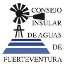 CONSEJO
INSULAR
DE AGUAS
DE
FUERTEVENTURA